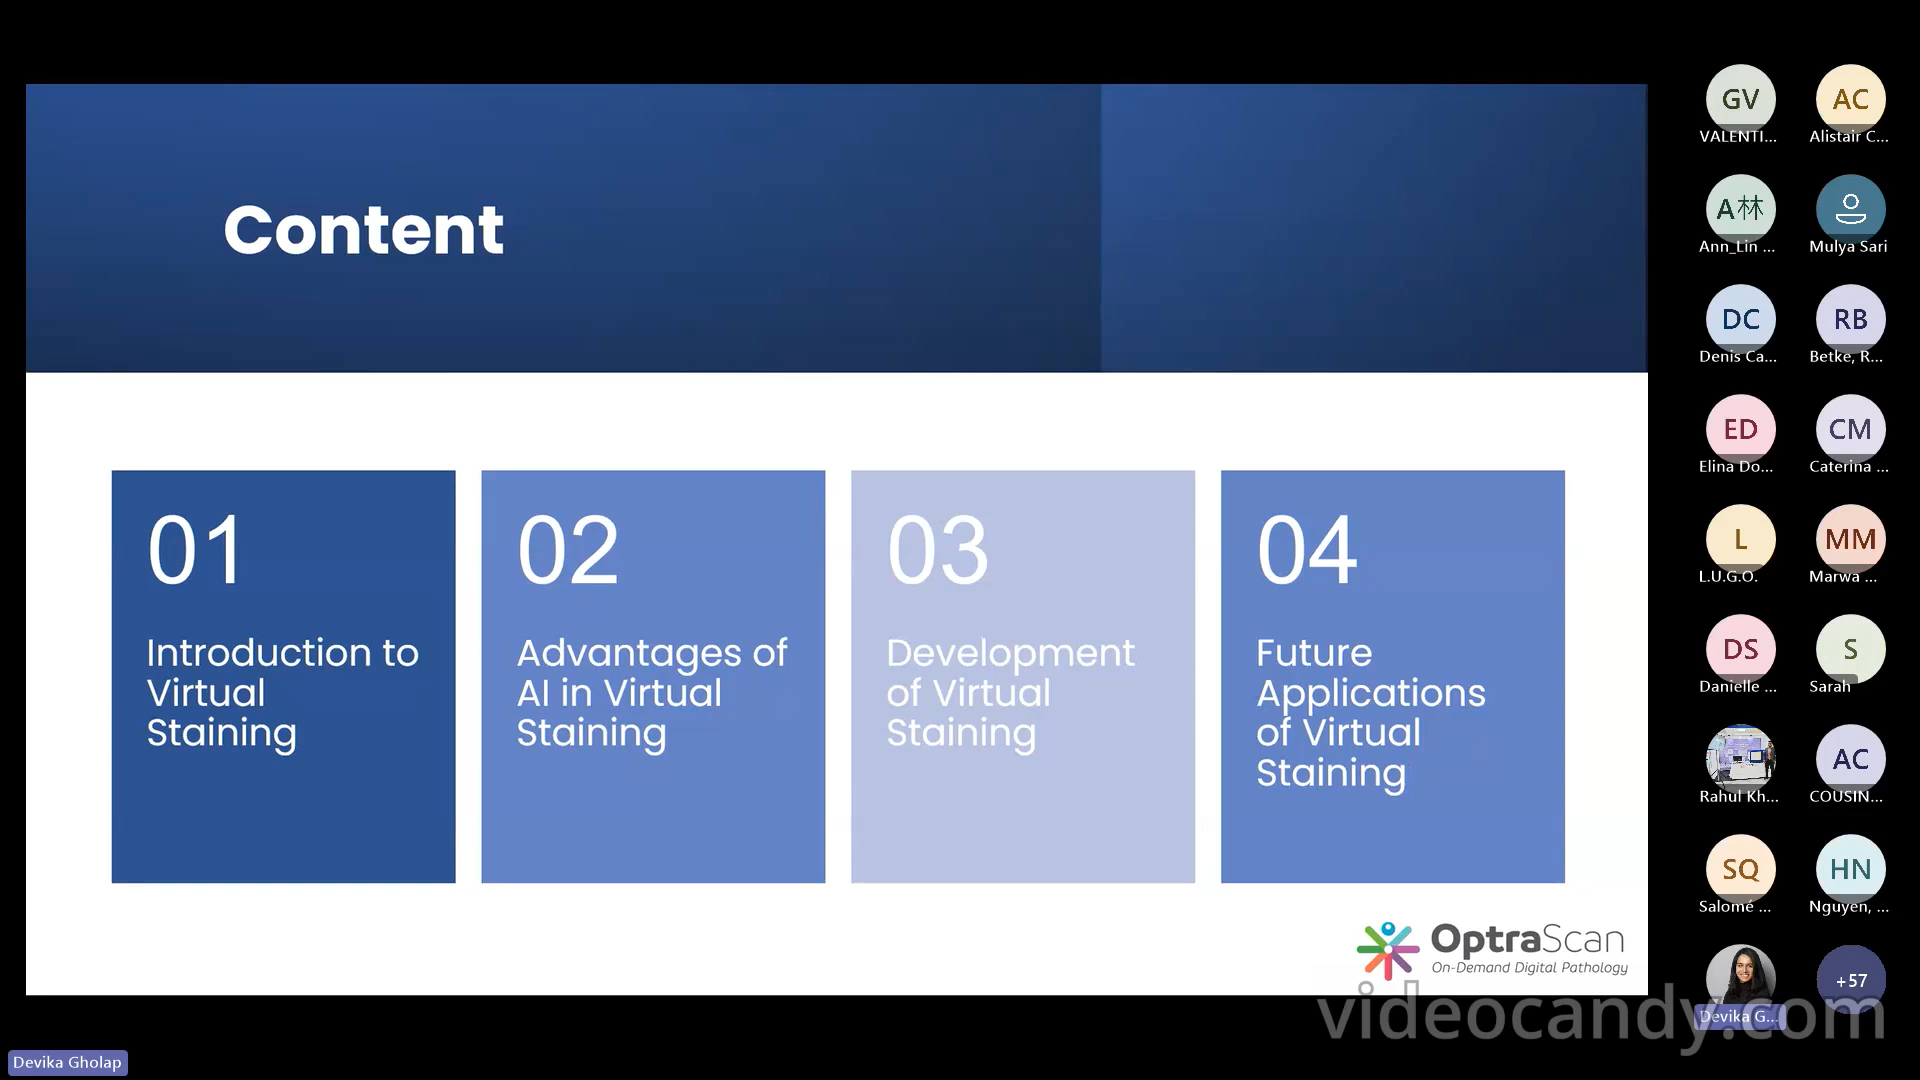 Content
01
Introduction to
Virtual
Staining
02
Advantages of
AI in Virtual
Staining
03
Development
of Virtual
Staining
04
Future
Applications
of Virtual
Staining
OptraScan
On-Demand Digital Pathology
GV
VALENTI...
AC
Alistair C...
A林
Ann_Lin ...
Mulya Sari
DC
Denis Ca...
RB
Betke, R...
ED
Elina Do...
CM
Caterina ...
L
L.U.G.O.
MM
Marwa ...
DS
Danielle ...
S
Sarah
Rahul Kh...
AC
COUSIN...
SQ
Salomé ...
HN
Nguyen, ...
Devika G...
+57
videocandy.com
Devika Gholap